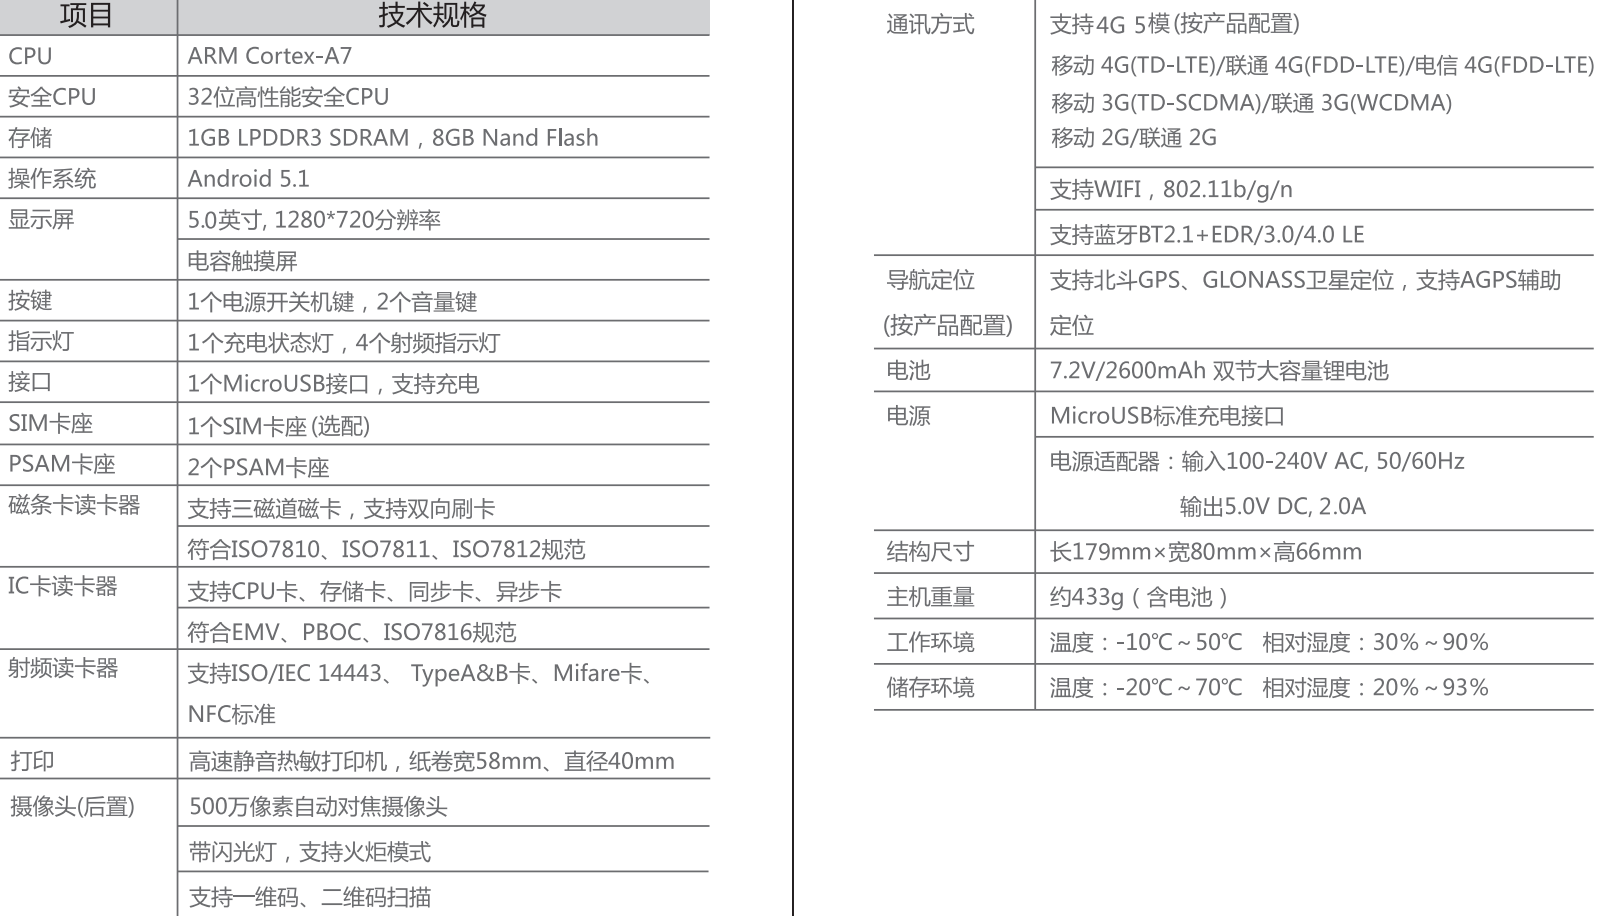 项目 技术规格
CPU ARM Cortex-A7
安全CPU 32位高性能安全CPU
存储 1GB LPDDR3 SDRAM，8GB Nand Flash
操作系统 Android 5.1
显示屏 5.0英寸, 1280*720分辨率
电容触摸屏
按键 1个电源开关机键，2个音量键
指示灯 1个充电状态灯，4个射频指示灯
接口 1个MicroUSB接口，支持充电
SIM卡座 1个SIM卡座(选配)
PSAM卡座 2个PSAM卡座
磁条卡读卡器 支持三磁道磁卡，支持双向刷卡
符合ISO7810、ISO7811、ISO7812规范
IC卡读卡器 支持CPU卡、存储卡、同步卡、异步卡
符合EMV、PBOC、ISO7816规范
射频读卡器 支持ISO/IEC 14443、 TypeA&B卡、Mifare卡、
NFC标准
打印 高速静音热敏打印机，纸卷宽58mm、直径40mm
摄像头(后置) 500万像素自动对焦摄像头
带闪光灯，支持火炬模式
支持一维码、二维码扫描
通讯方式 支持4G 5模(按产品配置)
移动 4G(TD-LTE)/联通 4G(FDD-LTE)/电信 4G(FDD-LTE)
移动 3G(TD-SCDMA)/联通 3G(WCDMA)
移动 2G/联通 2G
支持WIFI，802.11b/g/n
支持蓝牙BT2.1+EDR/3.0/4.0 LE
导航定位 支持北斗GPS、GLONASS卫星定位，支持AGPS辅助
(按产品配置) 定位
电池 7.2V/2600mAh 双节大容量锂电池
电源 MicroUSB标准充电接口
电源适配器：输入100-240V AC, 50/60Hz
输出5.0V DC, 2.0A
结构尺寸 长179mm×宽80mm×高66mm
主机重量 约433g（含电池）
工作环境 温度：-10℃～50℃ 相对湿度：30%～90%
储存环境 温度：-20℃～70℃ 相对湿度：20%～93%